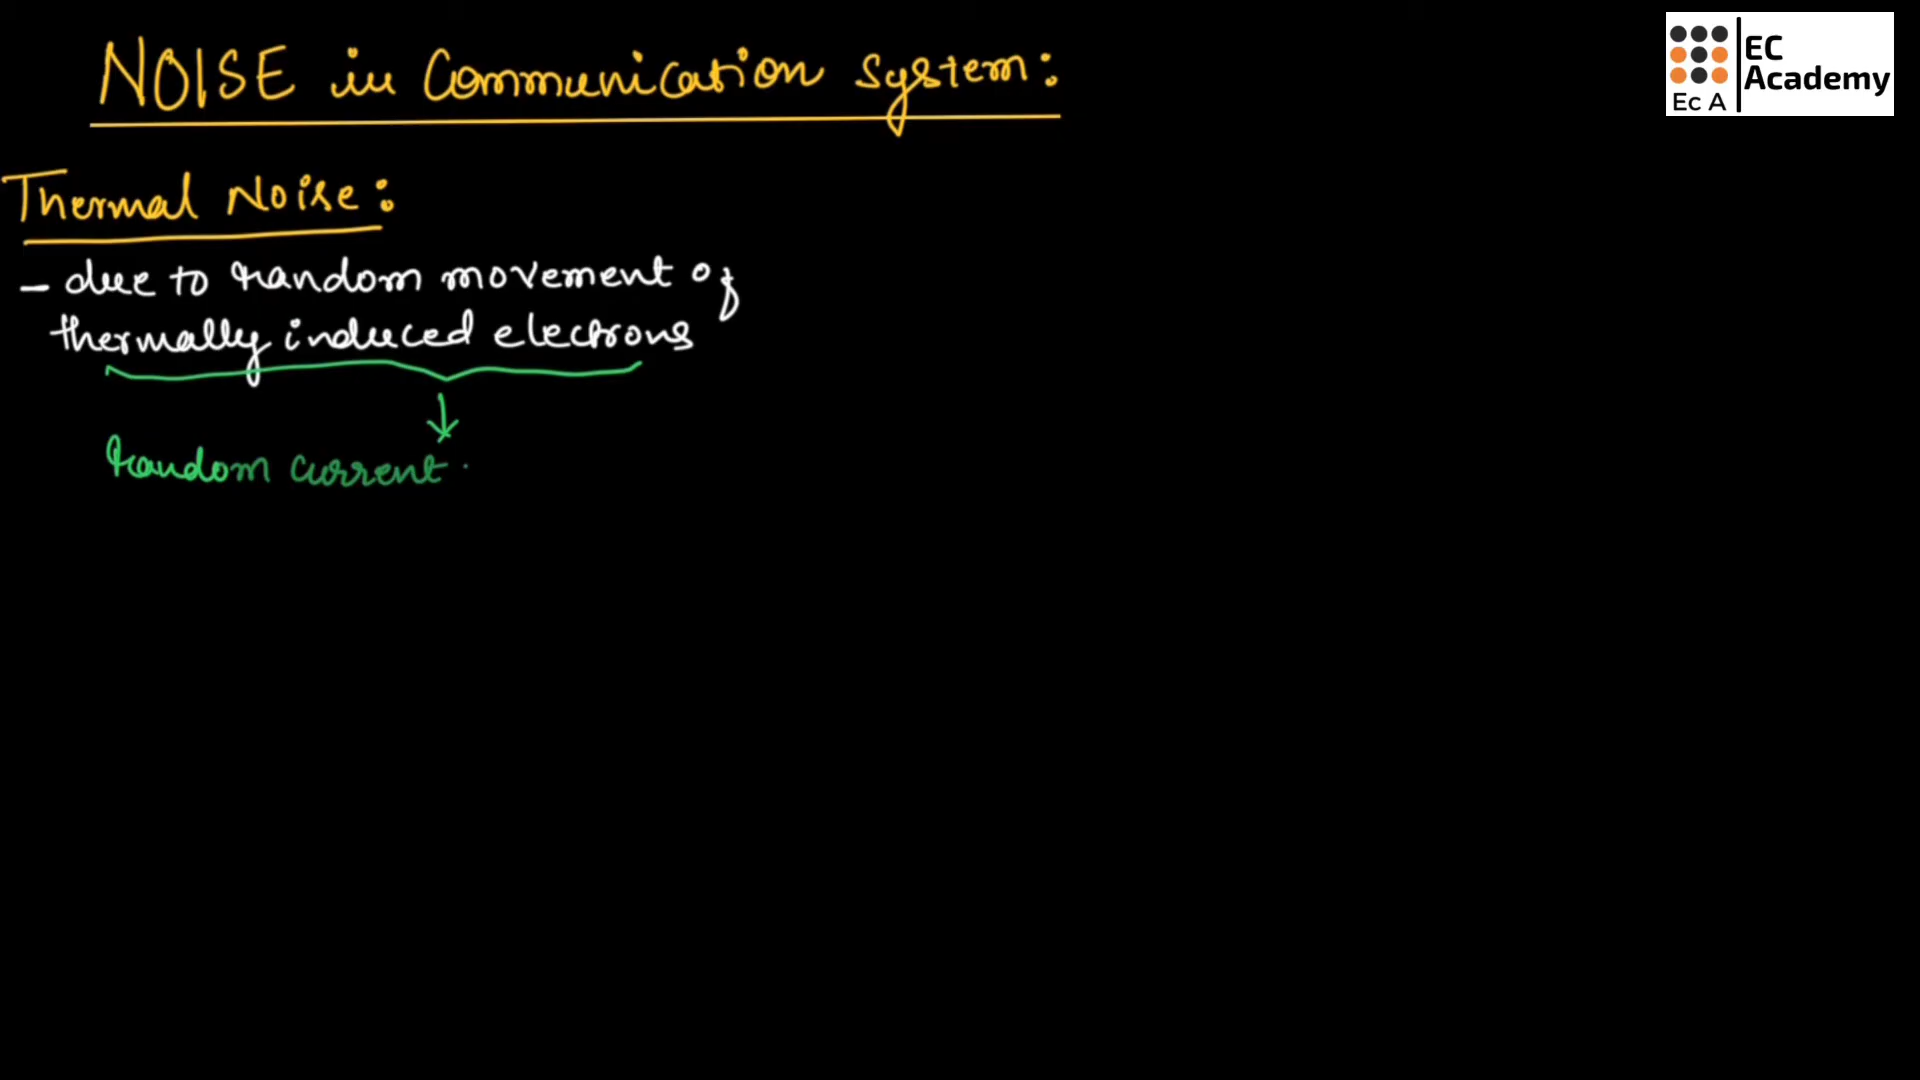 NOISE in Communication System:
EC
Academy
Ec A
Thermal Noise:
- due to random movement of
thermally induced electrons
Random current.